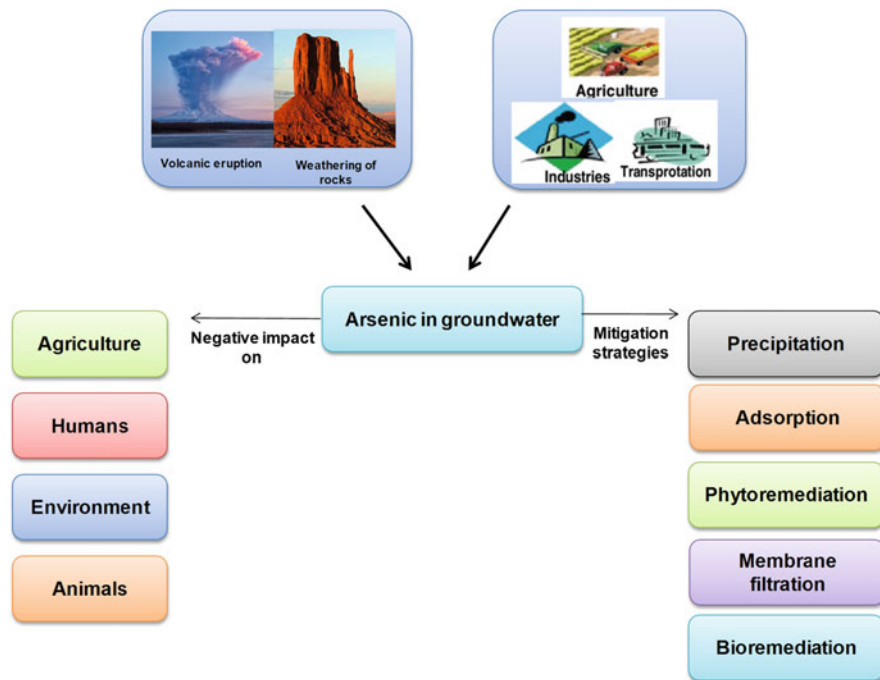 Volcanic eruption
Weathering of
rocks
Agriculture
Industries
Transprotation
Arsenic in groundwater
Negative impact
on
Mitigation
strategies
Agriculture
Humans
Environment
Animals
Precipitation
Adsorption
Phytoremediation
Membrane
filtration
Bioremediation